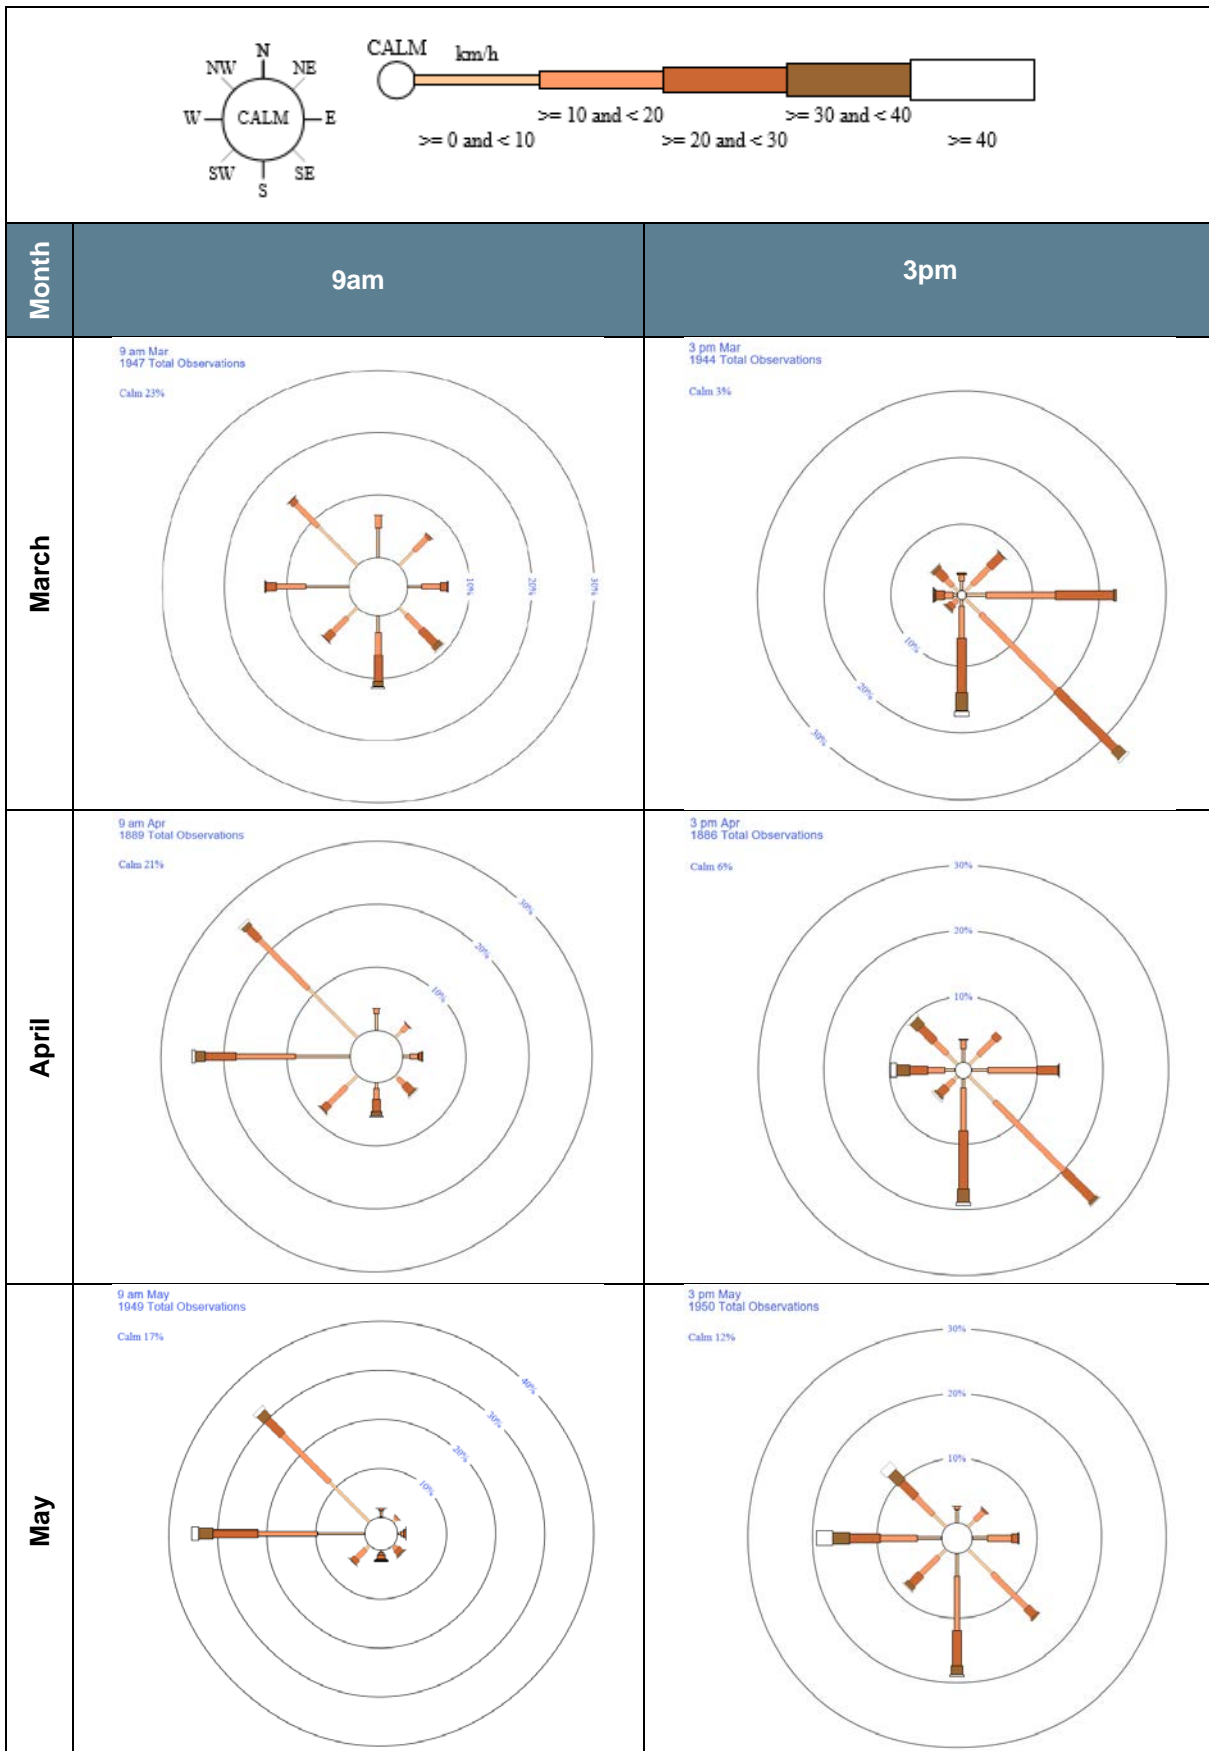 N
NW NE
W CALM E
SW SE
S
CALM km/h
>= 10 and < 20 >= 30 and < 40
>= 0 and < 10 >= 20 and < 30 >= 40
Month 9am 3pm
March
9 am Mar
1947 Total Observations
Calm 23%
10% 20% 30%
3 pm Mar
1944 Total Observations
Calm 3%
10%
20%
30%
April
9 am Apr
1889 Total Observations
Calm 21%
30%
20%
10%
3 pm Apr
1886 Total Observations
Calm 6%
30%
20%
10%
May
9 am May
1949 Total Observations
Calm 17%
40%
30%
20%
10%
3 pm May
1950 Total Observations
Calm 12%
30%
20%
10%